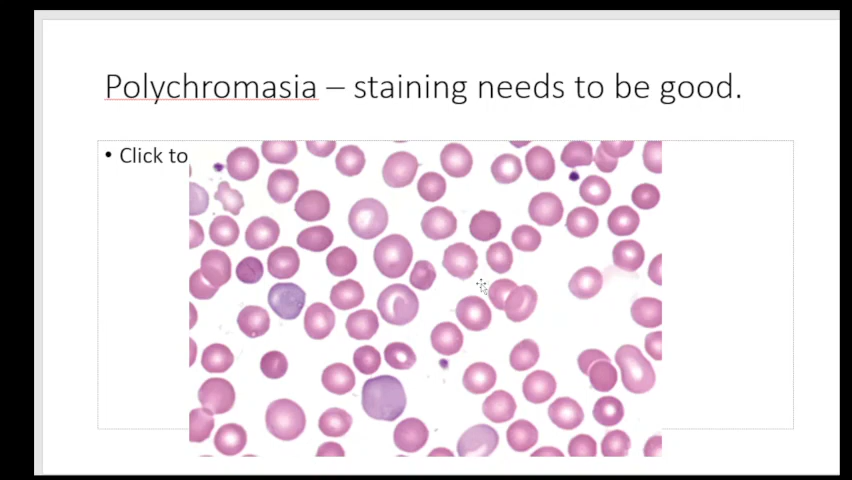 Polychromasia – staining needs to be good.
• Click to